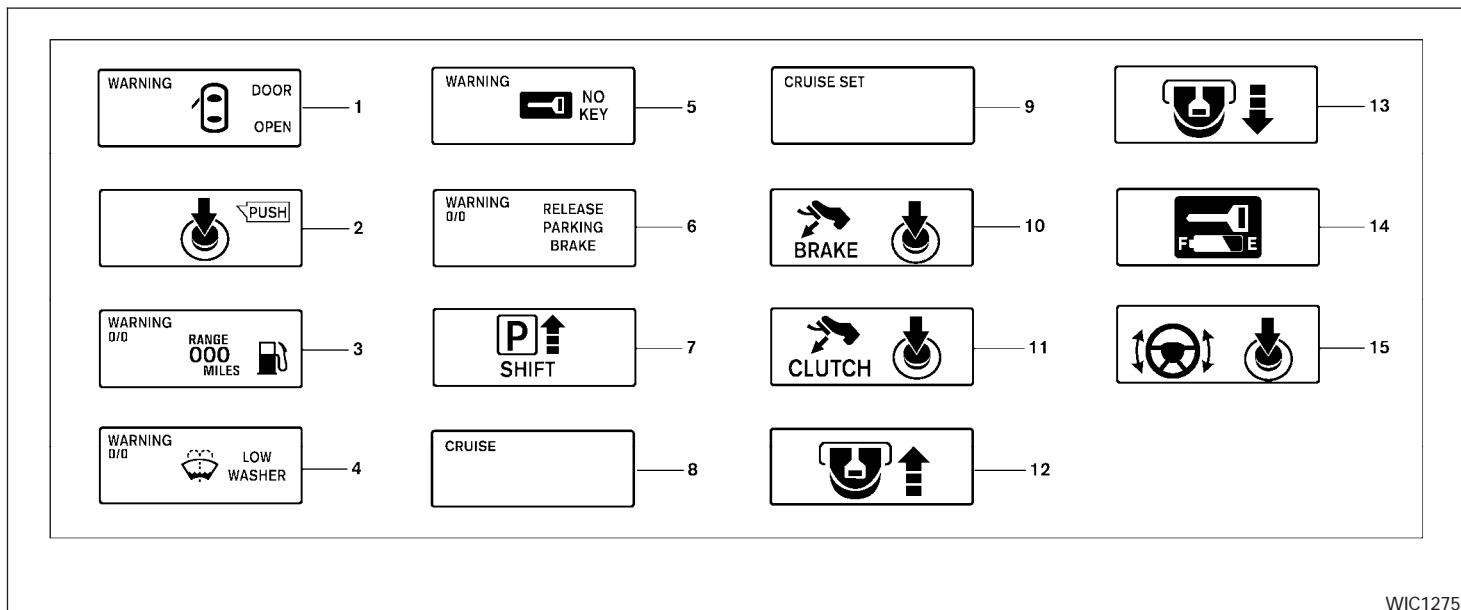 WARNING
DOOR
OPEN
1
PUSH
2
WARNING
0/0
RANGE
000
MILES
3
WARNING
0/0
LOW
WASHER
4
WARNING
NO
KEY
5
WARNING
0/0
RELEASE
PARKING
BRAKE
6
P
SHIFT
7
CRUISE
8
CRUISE SET
9
BRAKE
10
CLUTCH
11
12
13
F E
14
15
WIC1275